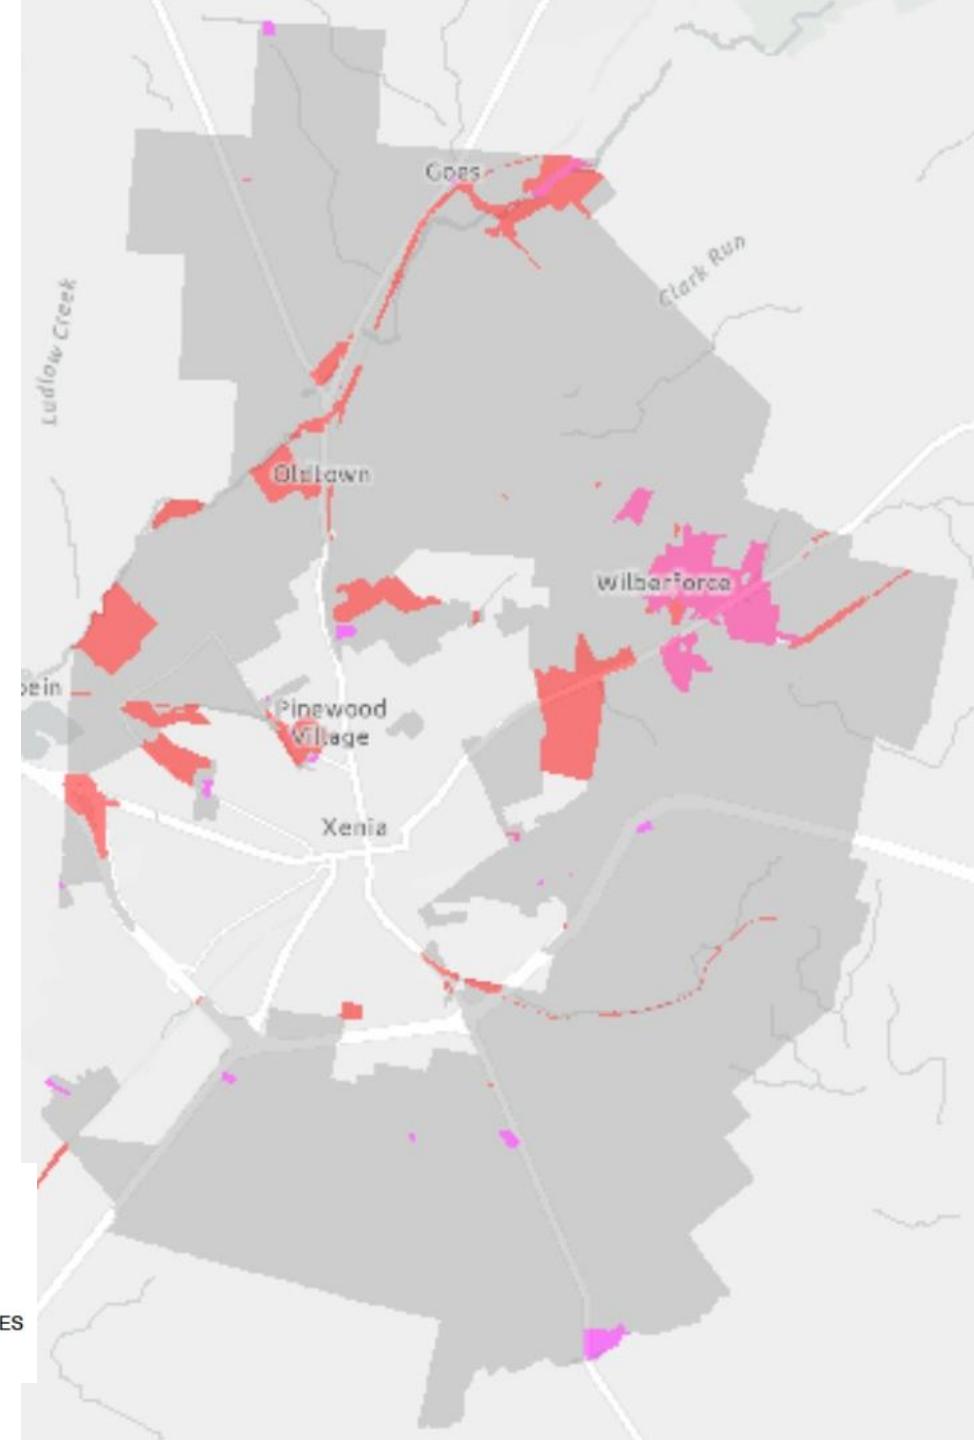 Goes
Clark Run
Ludlow Creek
Oldtown
Wilberforce
bein
Pinewood
Village
Xenia
ES